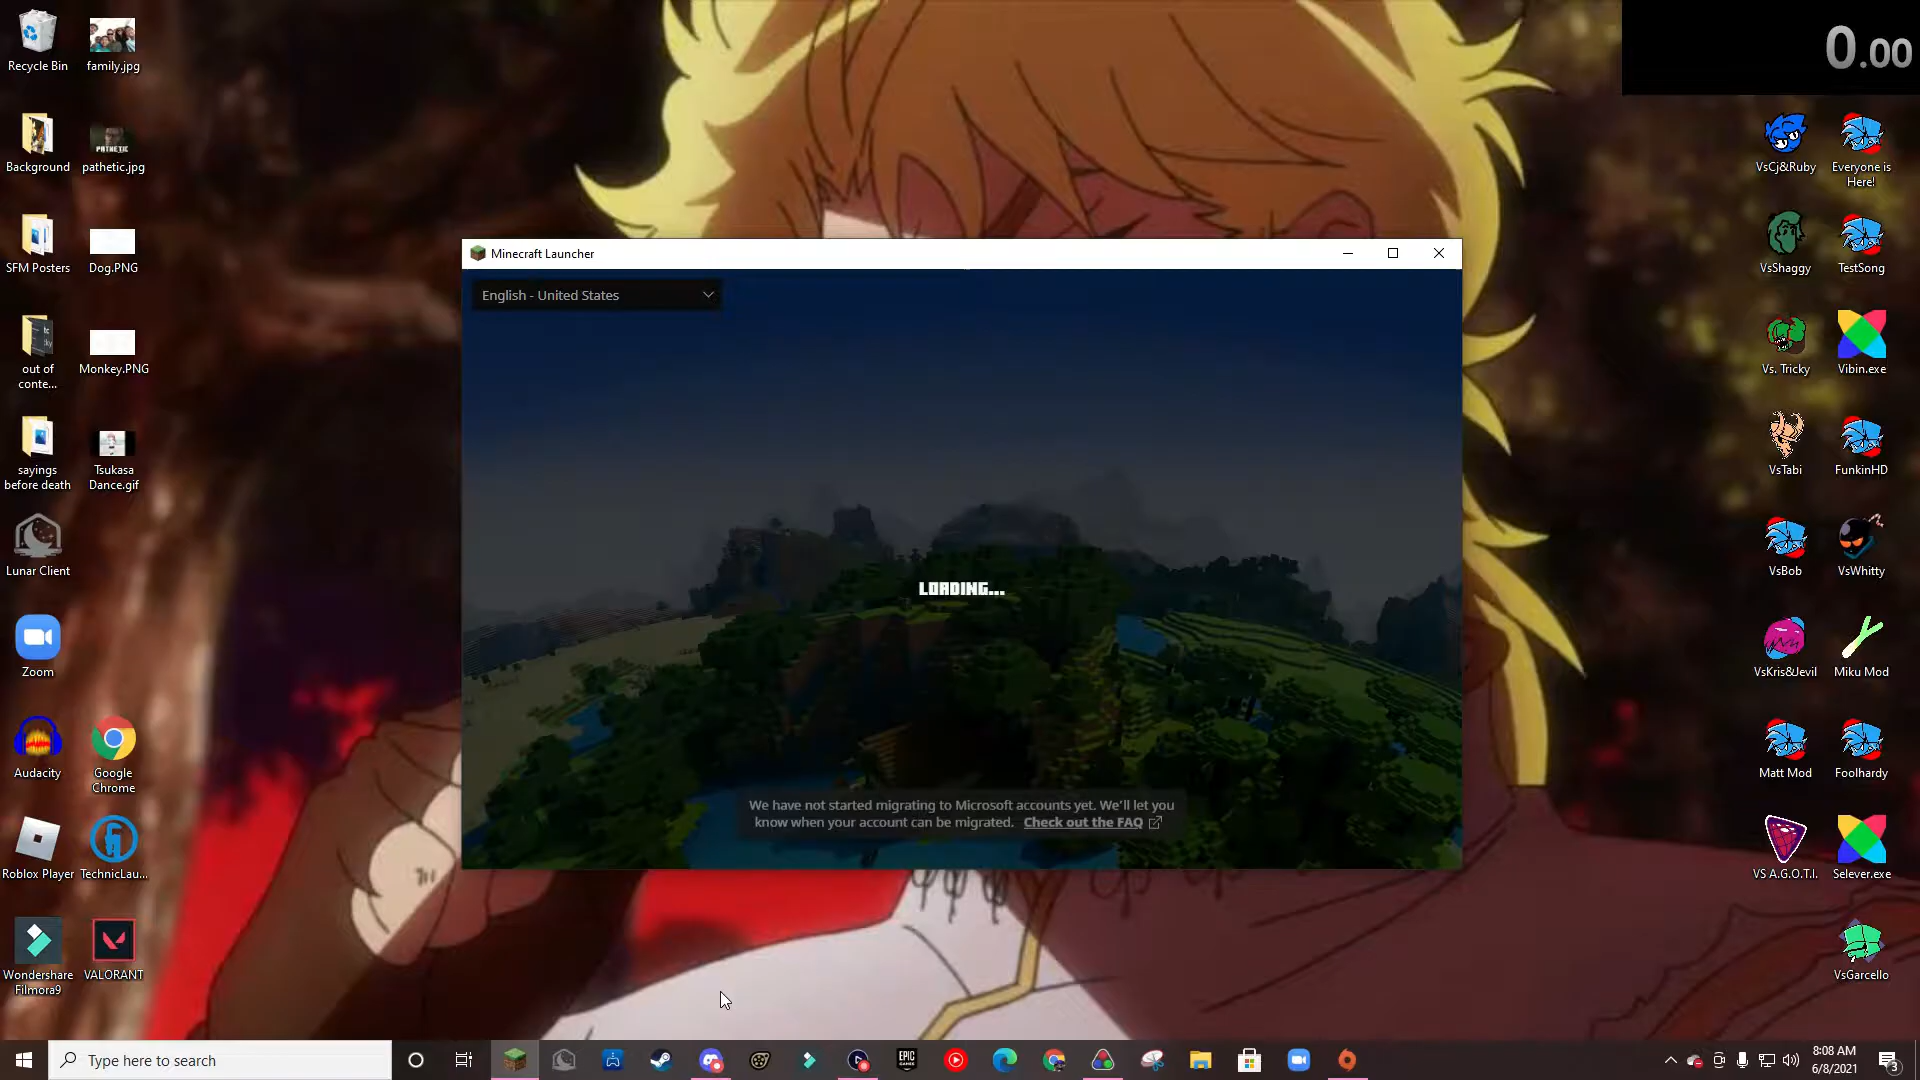 0.00
Recycle Bin
family.jpg
Background
pathetic.jpg
PATHETIC
SFM Posters
Dog.PNG
out of
conte...
Monkey.PNG
sayings
before death
Tsukasa
Dance.gif
Lunar Client
Zoom
Audacity
Google
Chrome
Roblox Player
TechnicLau...
Wondershare
Filmora9
VALORANT
Minecraft Launcher
English - United States
LOADING...
We have not started migrating to Microsoft accounts yet. We'll let you
know when your account can be migrated. Check out the FAQ
VsCj&Ruby
Everyone is
Here!
VsShaggy
TestSong
Vs. Tricky
Vibin.exe
VsTabi
FunkinHD
VsBob
VsWhitty
VsKris&Jevil
Miku Mod
Matt Mod
Foolhardy
VS A.G.O.T.I.
Selever.exe
VsGarcello
Type here to search
EPIC
GAMES
8:08 AM
6/8/2021
3